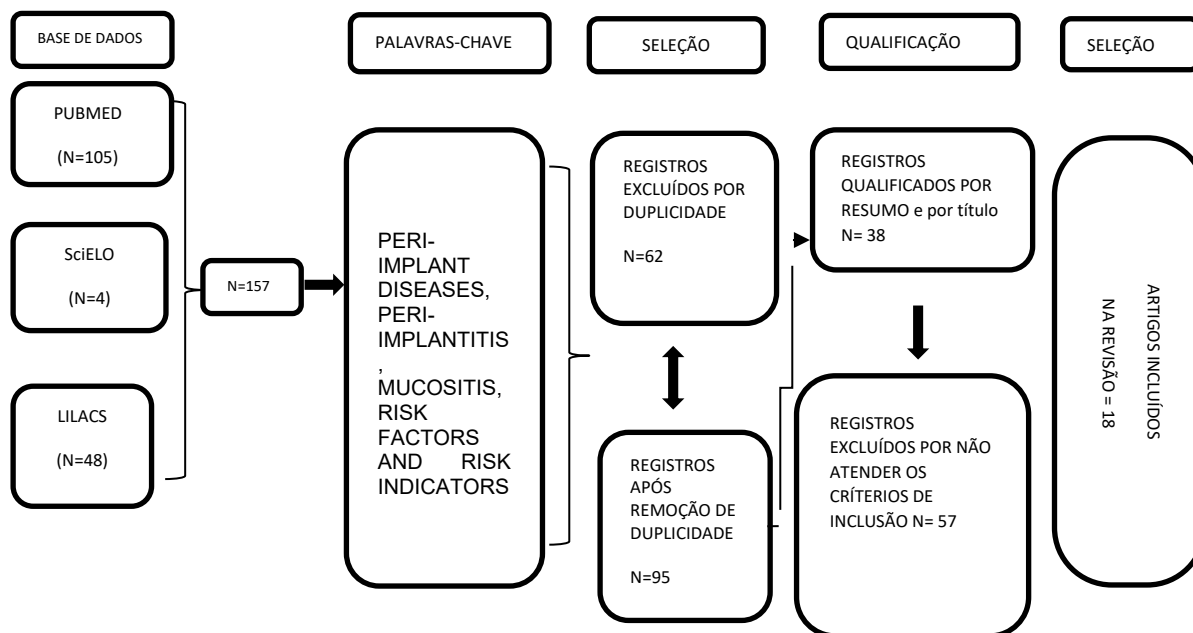 BASE DE DADOS
PALAVRAS-CHAVE
SELEÇÃO
QUALIFICAÇÃO
SELEÇÃO
PUBMED
(N=105)
SciELO
(N=4)
LILACS
(N=48)
N=157
PERI-
IMPLANT
DISEASES,
PERI-
IMPLANTITIS
,
MUCOSITIS,
RISK
FACTORS
AND RISK
INDICATORS
REGISTROS
EXCLUÍDOS POR
DUPLICIDADE
N=62
REGISTROS
APÓS
REMOÇÃO DE
DUPLICIDADE
N=95
REGISTROS
QUALIFICADOS POR
RESUMO e por título
N= 38
REGISTROS
EXCLUÍDOS POR NÃO
ATENDER OS
CRÍTERIOS DE
INCLUSÃO N= 57
ARTIGOS INCLUÍDOS
NA REVISÃO = 18